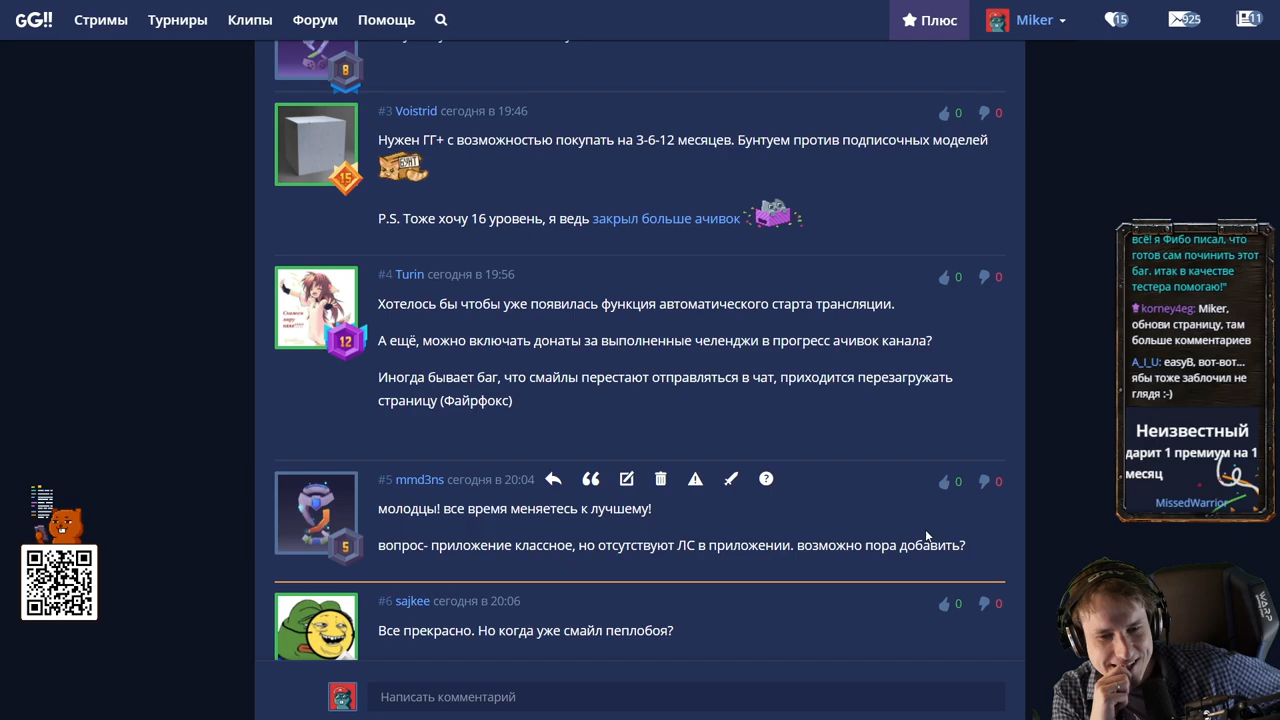 GG!! Стримы Турниры Клипы Форум Помощь Плюс Miker 15 925 11
8
#3 Voistrid сегодня в 19:46 0 0
Нужен ГГ+ с возможностью покупать на 3-6-12 месяцев. Бунтуем против подписочных моделей
БУНТ
15
P.S. Тоже хочу 16 уровень, я ведь закрыл больше ачивок
#4 Turin сегодня в 19:56 0 0
Хотелось бы чтобы уже появилась функция автоматического старта трансляции.
12
А ещё, можно включать донаты за выполненные челенджи в прогресс ачивок канала?
Иногда бывает баг, что смайлы перестают отправляться в чат, приходится перезагружать
страницу (Файрфокс)
#5 mmd3ns сегодня в 20:04 0 0
молодцы! все время меняетесь к лучшему!
5
вопрос- приложение классное, но отсутствуют ЛС в приложении. возможно пора добавить?
#6 sajkee сегодня в 20:06 0 0
Все прекрасно. Но когда уже смайл пеплобоя?
Написать комментарий
всё! я Фибо писал, что
готов сам починить этот
баг. итак в качестве
тестера помогаю!"
korney4eg: Miker,
обнови страницу, там
больше комментариев
A_I_U: easyB, вот-вот...
ябы тоже заблочил не
глядя :-)
Неизвестный
дарит 1 премиум на 1
месяц
MissedWarrior
WARP